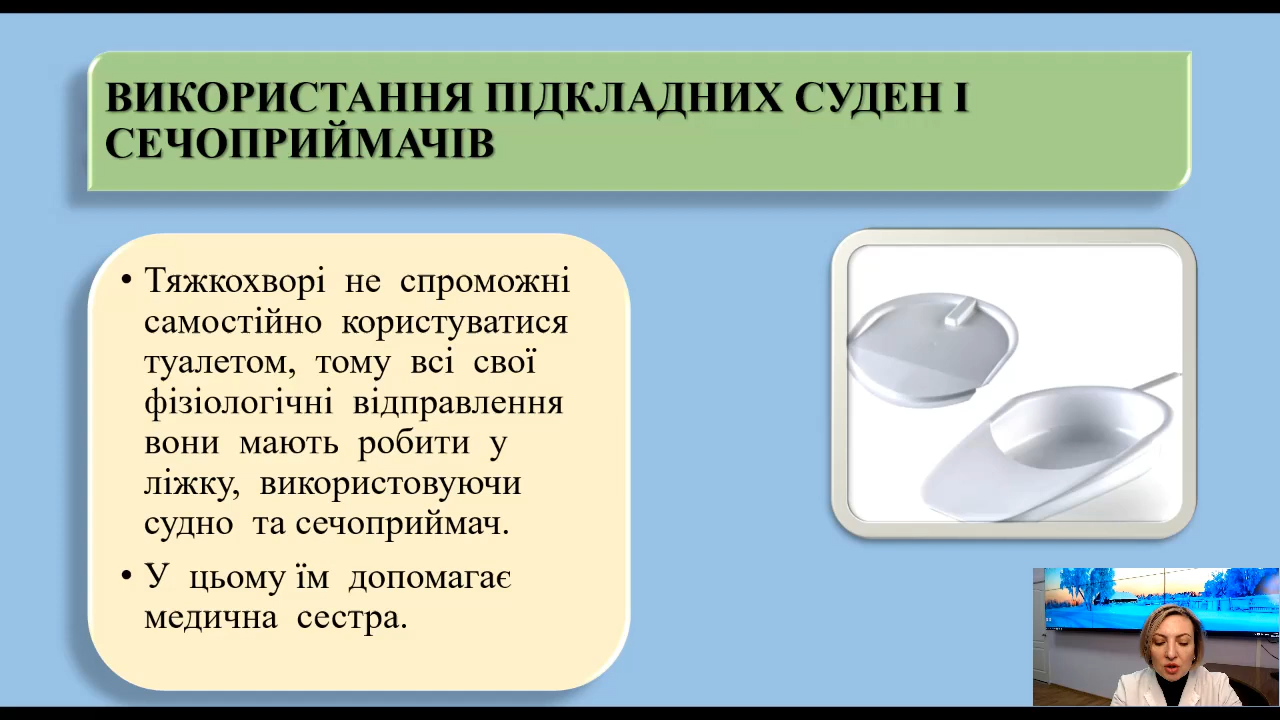 ВИКОРИСТАННЯ ПІДКЛАДНИХ СУДЕН І
СЕЧОПРИЙМАЧІВ
• Тяжкохворі не спроможні
самостійно користуватися
туалетом, тому всі свої
фізіологічні відправлення
вони мають робити у
ліжку, використовуючи
судно та сечоприймач.
• У цьому їм допомагає
медична сестра.